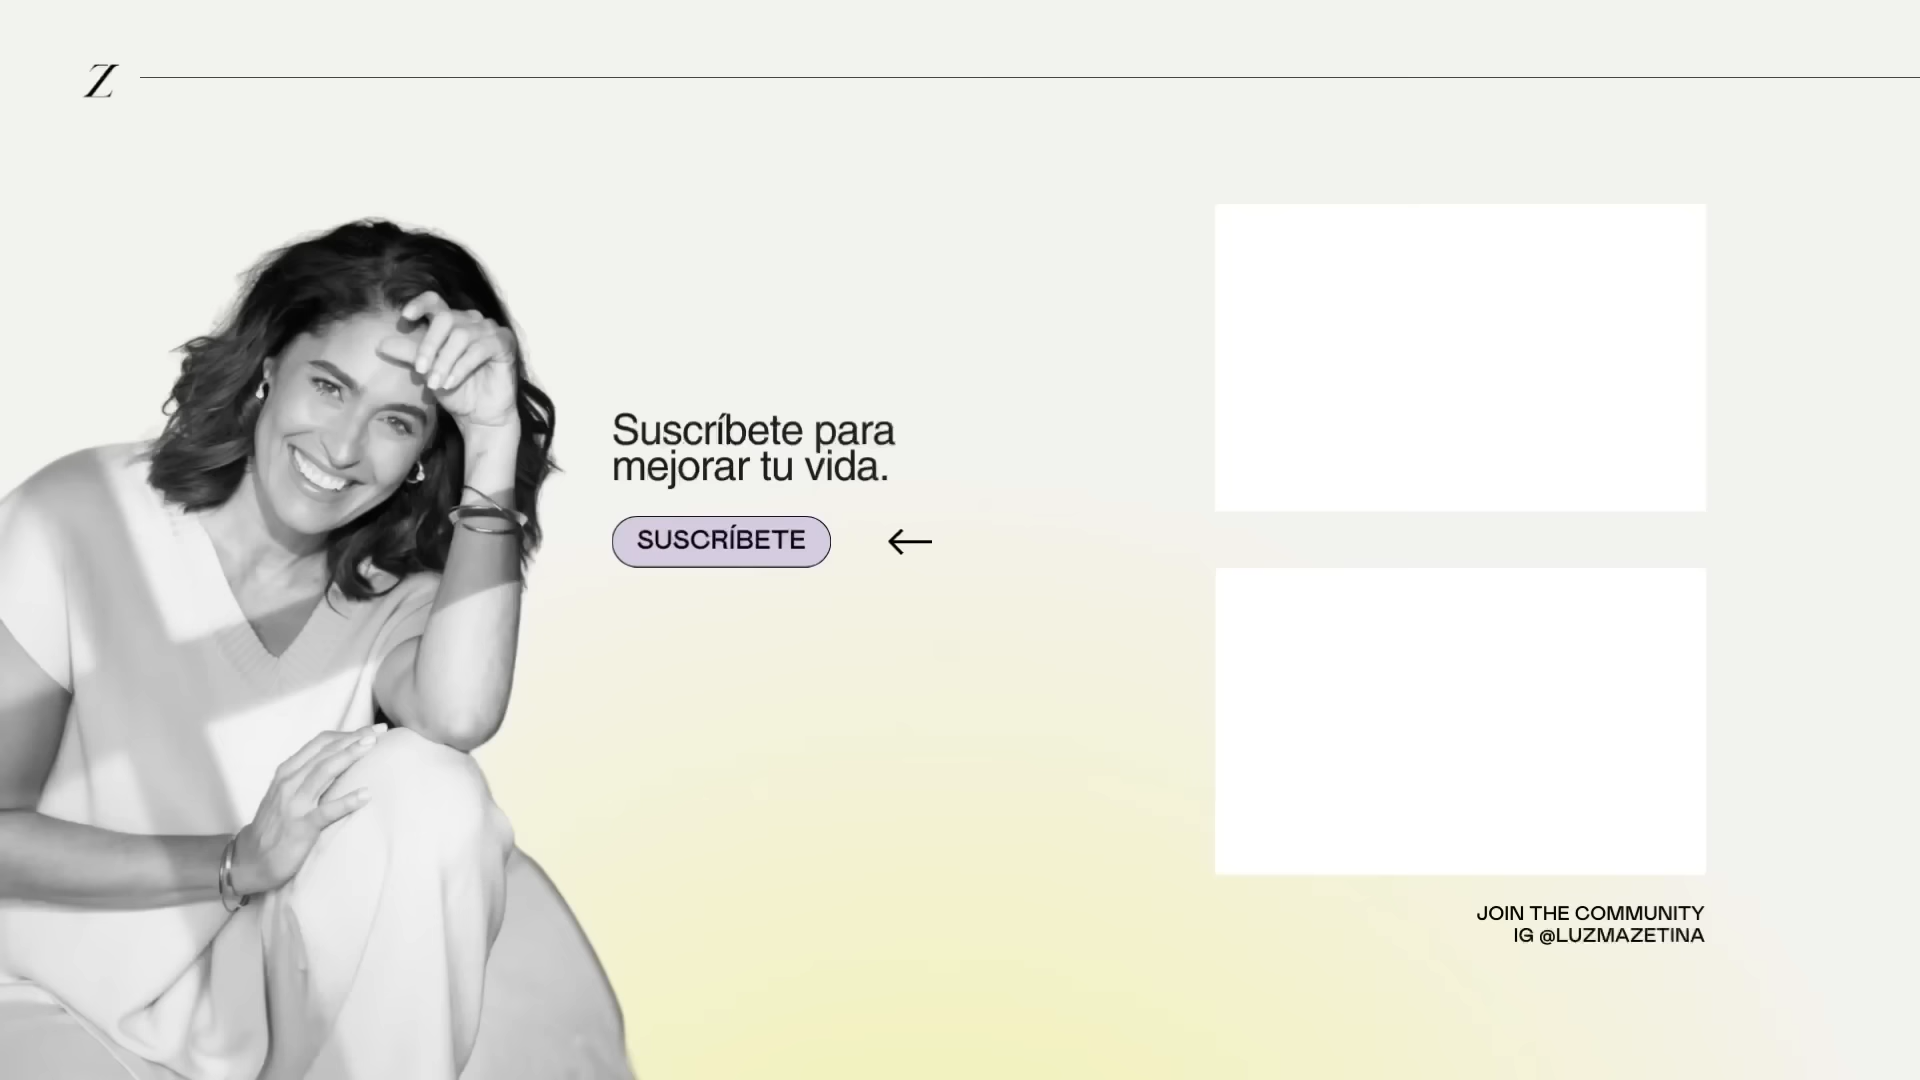 Z
Suscríbete para
mejorar tu vida.
SUSCRÍBETE
JOIN THE COMMUNITY
IG @LUZMAZETINA